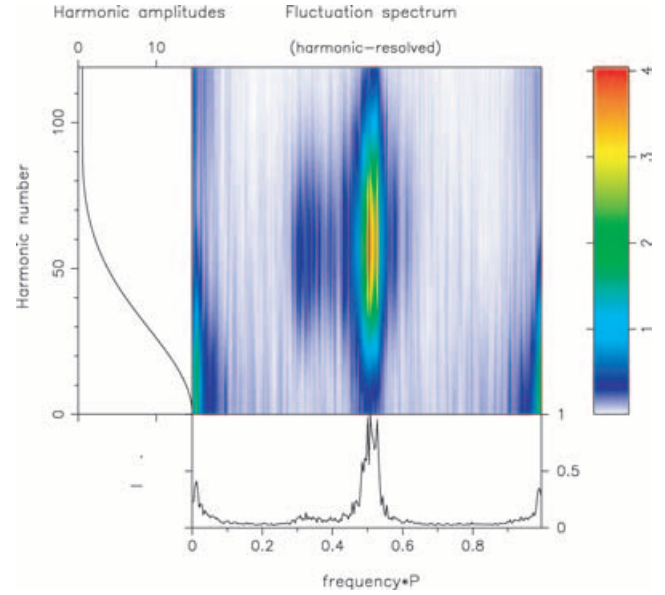 Harmonic amplitudes
Fluctuation spectrum
(harmonic-resolved)
0 10
Harmonic number
100
50
0
4
3
2
1
1
0.5
0
0 0.2 0.4 0.6 0.8
frequency*P